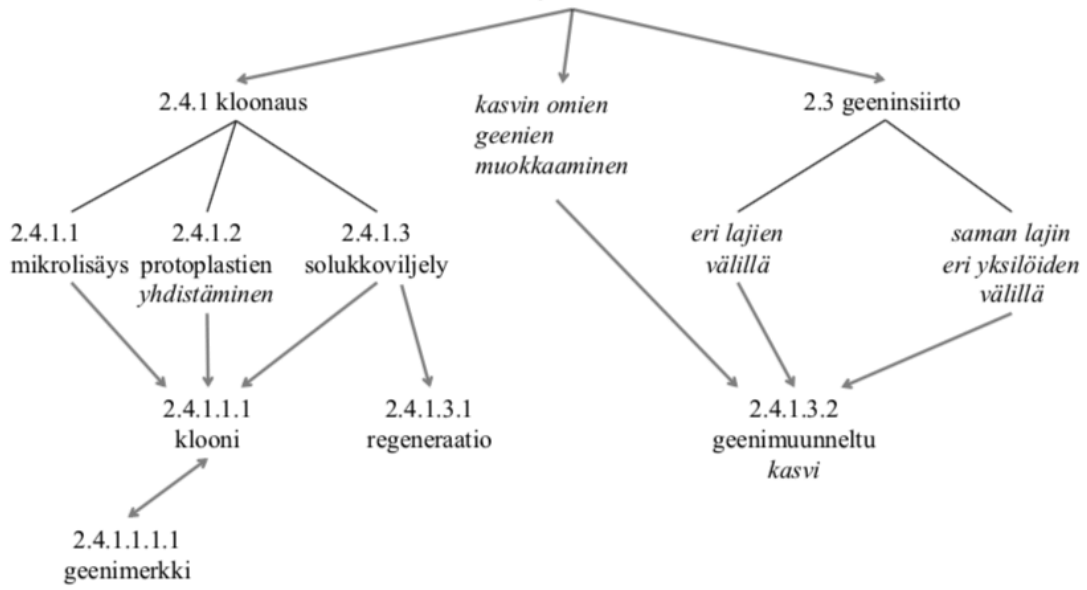 2.4.1 kloonaus
kasvin omien
geenien
muokkaaminen
2.3 geeninsiirto
2.4.1.1
mikrolisäys
2.4.1.2
protoplastien
yhdistäminen
2.4.1.3
solukkoviljely
eri lajien
välillä
saman lajin
eri yksilöiden
välillä
2.4.1.1.1
klooni
2.4.1.3.1
regeneraatio
2.4.1.3.2
geenimuunneltu
kasvi
2.4.1.1.1.1
geenimerkki